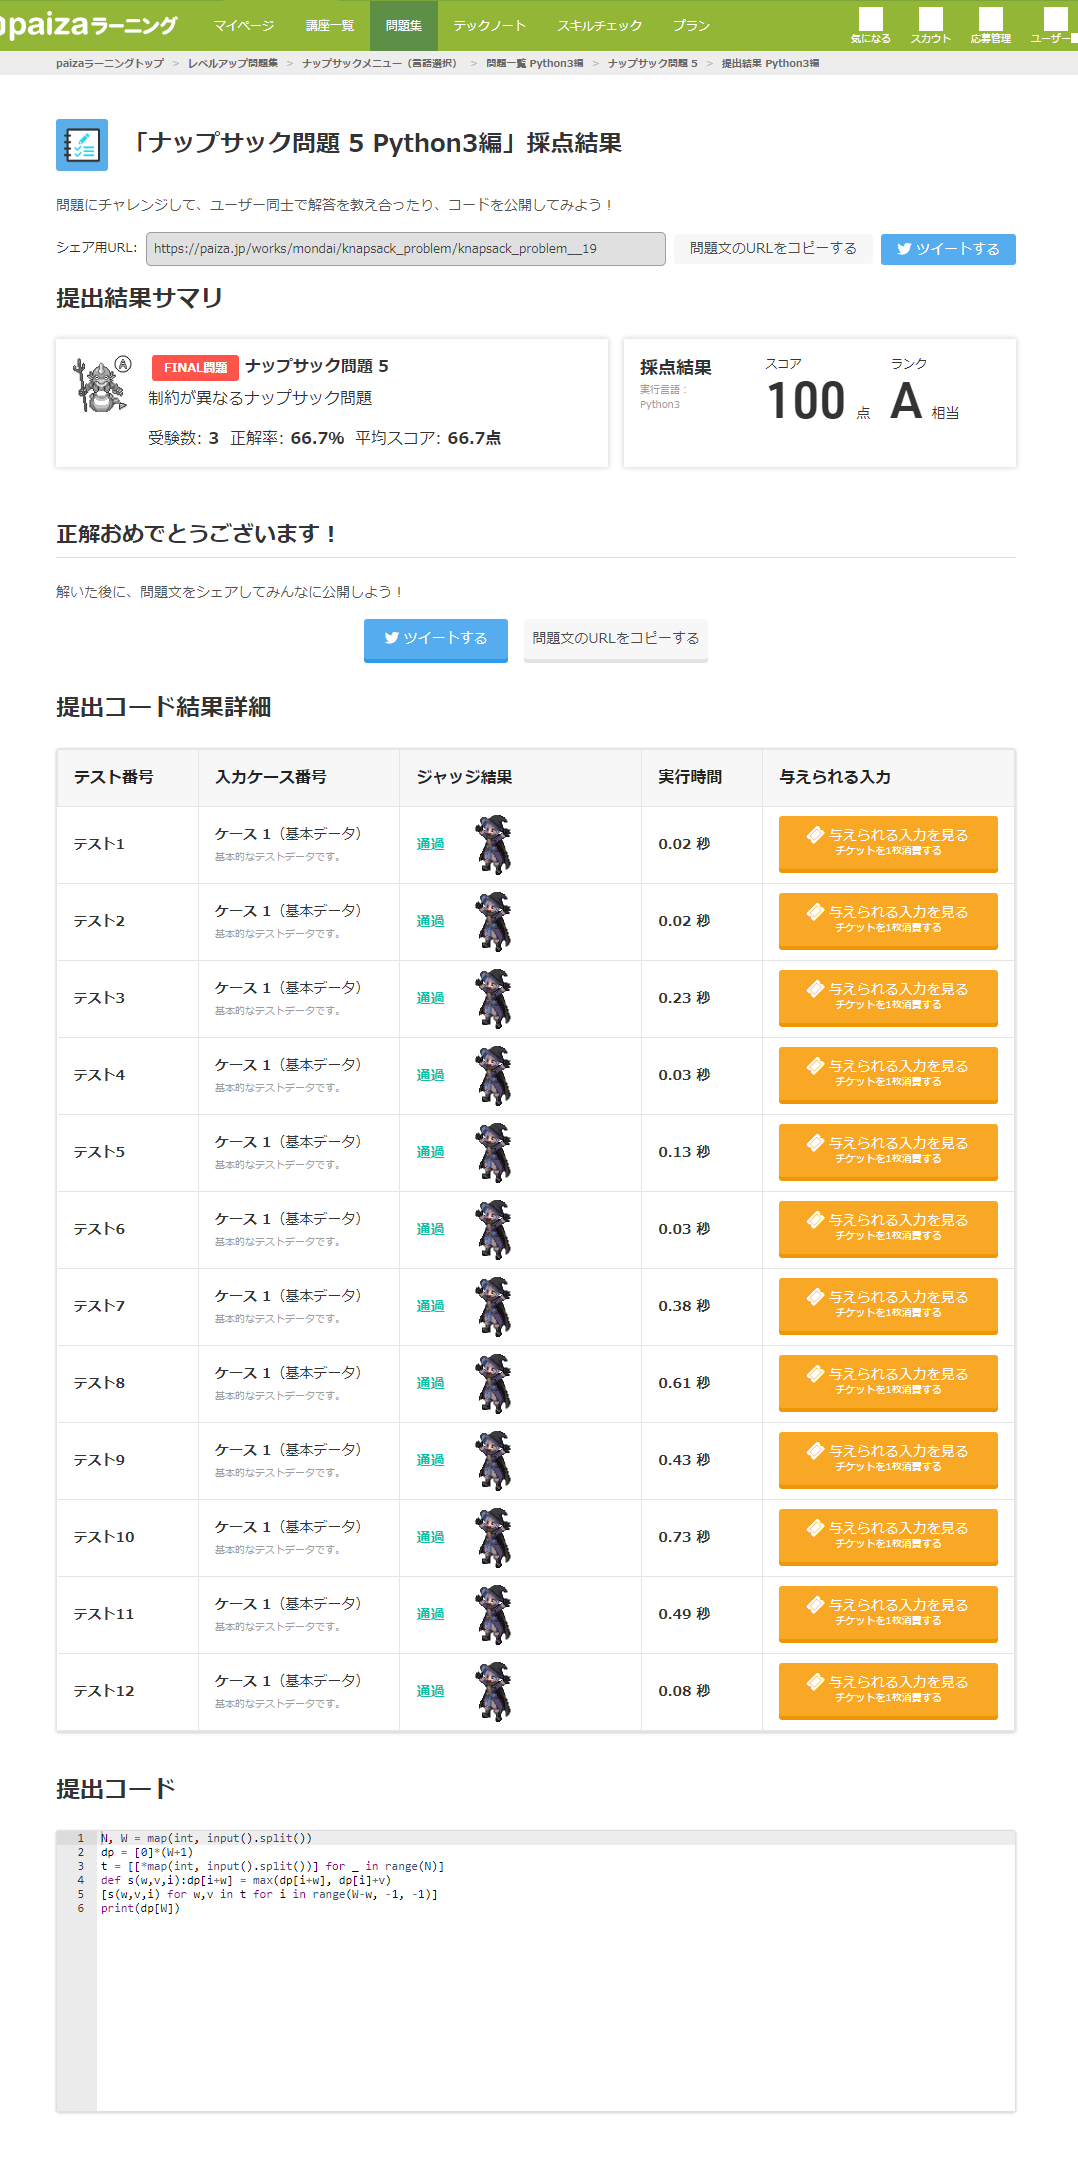 paizaラーニング
マイページ 講座一覧 問題集 テックノート スキルチェック プラン 気になる スカウト 応募管理 ユーザー
paizaラーニングトップ > レベルアップ問題集 > ナップサックメニュー（言語選択） > 問題一覧 Python3編 > ナップサック問題 5 > 提出結果 Python3編
「ナップサック問題 5 Python3編」採点結果
問題にチャレンジして、ユーザー同士で解答を教え合ったり、コードを公開してみよう！
シェア用URL: https://paiza.jp/works/mondai/knapsack_problem/knapsack_problem__19 問題文のURLをコピーする ツイートする
提出結果サマリ
A
FINAL問題 ナップサック問題 5
制約が異なるナップサック問題
受験数: 3 正解率: 66.7% 平均スコア: 66.7点
採点結果 スコア ランク
実行言語：
Python3
100 点 A 相当
正解おめでとうございます！
解いた後に、問題文をシェアしてみんなに公開しよう！
ツイートする 問題文のURLをコピーする
提出コード結果詳細
テスト番号 入力ケース番号 ジャッジ結果 実行時間 与えられる入力
テスト1 ケース 1（基本データ） 通過 0.02 秒 与えられる入力を見る
基本的なテストデータです。 チケットを1枚消費する
テスト2 ケース 1（基本データ） 通過 0.02 秒 与えられる入力を見る
基本的なテストデータです。 チケットを1枚消費する
テスト3 ケース 1（基本データ） 通過 0.23 秒 与えられる入力を見る
基本的なテストデータです。 チケットを1枚消費する
テスト4 ケース 1（基本データ） 通過 0.03 秒 与えられる入力を見る
基本的なテストデータです。 チケットを1枚消費する
テスト5 ケース 1（基本データ） 通過 0.13 秒 与えられる入力を見る
基本的なテストデータです。 チケットを1枚消費する
テスト6 ケース 1（基本データ） 通過 0.03 秒 与えられる入力を見る
基本的なテストデータです。 チケットを1枚消費する
テスト7 ケース 1（基本データ） 通過 0.38 秒 与えられる入力を見る
基本的なテストデータです。 チケットを1枚消費する
テスト8 ケース 1（基本データ） 通過 0.61 秒 与えられる入力を見る
基本的なテストデータです。 チケットを1枚消費する
テスト9 ケース 1（基本データ） 通過 0.43 秒 与えられる入力を見る
基本的なテストデータです。 チケットを1枚消費する
テスト10 ケース 1（基本データ） 通過 0.73 秒 与えられる入力を見る
基本的なテストデータです。 チケットを1枚消費する
テスト11 ケース 1（基本データ） 通過 0.49 秒 与えられる入力を見る
基本的なテストデータです。 チケットを1枚消費する
テスト12 ケース 1（基本データ） 通過 0.08 秒 与えられる入力を見る
基本的なテストデータです。 チケットを1枚消費する
提出コード
1 N, W = map(int, input().split())
2 dp = [0]*(W+1)
3 t = [[*map(int, input().split())] for _ in range(N)]
4 def s(w,v,i):dp[i+w] = max(dp[i+w], dp[i]+v)
5 [s(w,v,i) for w,v in t for i in range(W-w, -1, -1)]
6 print(dp[W])